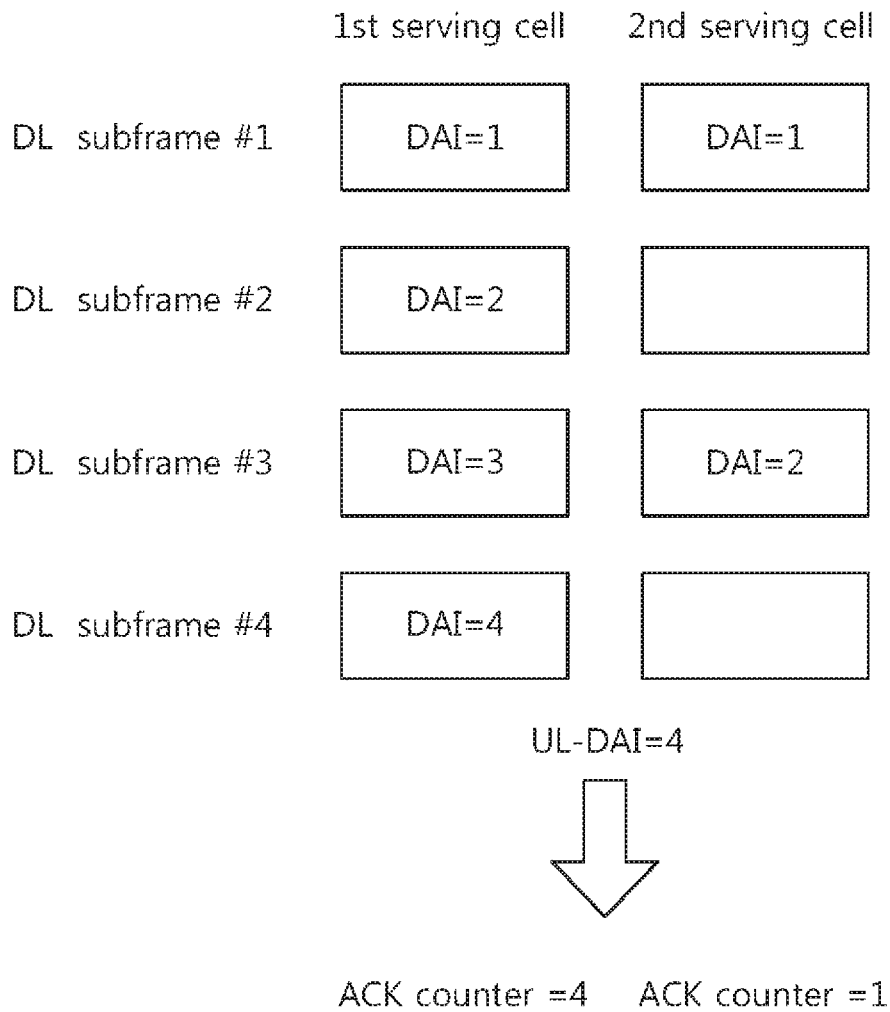 1st serving cell 2nd serving cell
DL subframe #1 DAI=1 DAI=1
DL subframe #2 DAI=2
DL subframe #3 DAI=3 DAI=2
DL subframe #4 DAI=4
UL-DAI=4
ACK counter =4 ACK counter =1